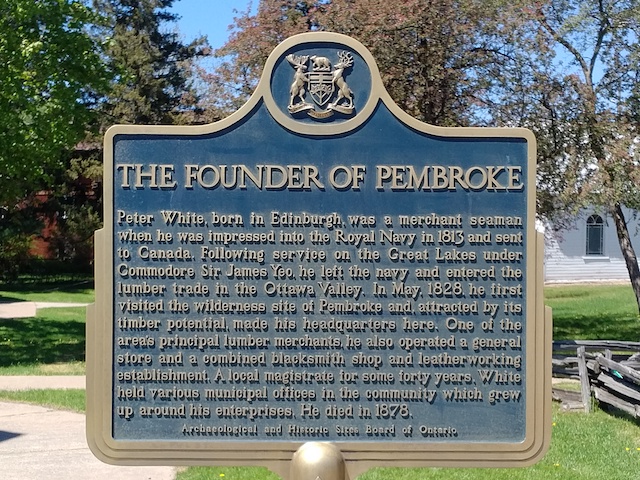 THE FOUNDER OF PEMBROKE
Peter White, born in Edinburgh, was a merchant seaman
when he was impressed into the Royal Navy in 1813 and sent
to Canada. Following service on the Great Lakes under
Commodore Sir James Yeo, he left the navy and entered the
lumber trade in the Ottawa Valley. In May, 1828, he first
visited the wilderness site of Pembroke and, attracted by its
timber potential, made his headquarters here. One of the
area's principal lumber merchants, he also operated a general
store and a combined blacksmith shop and leatherworking
establishment. A local magistrate for some forty years, White
held various municipal offices in the community which grew
up around his enterprises. He died in 1878.
Archaeological and Historic Sites Board of Ontario